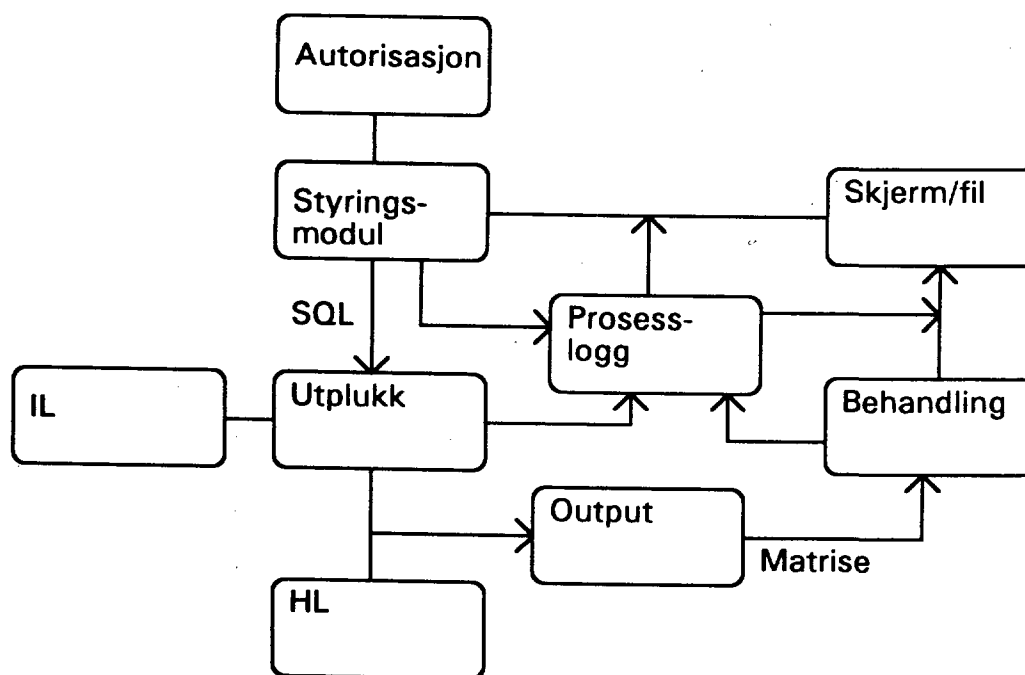 Autorisasjon
Styrings-
modul
Skjerm/fil
SQL
Prosess-
logg
IL
Utplukk
Behandling
Output
Matrise
HL